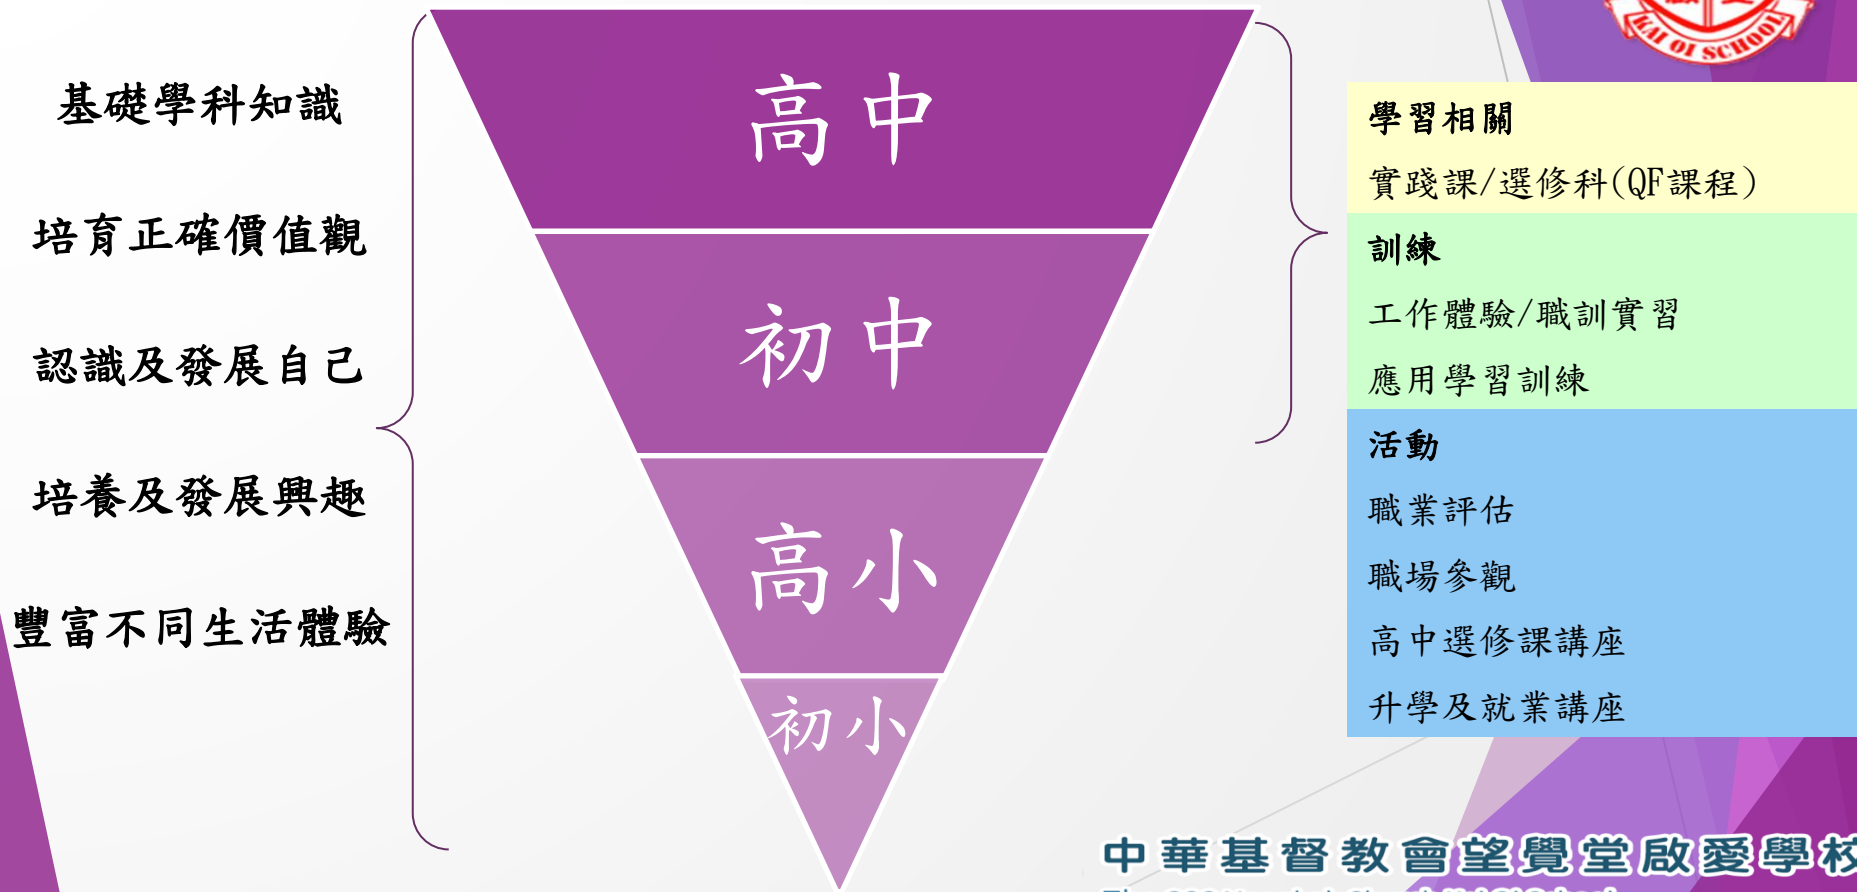 基礎學科知識
培育正確價值觀
認識及發展自己
培養及發展興趣
豐富不同生活體驗
高中
初中
高小
初小
KAI OI SCHOOL
學習相關
實踐課/選修科(QF課程)
訓練
工作體驗/職訓實習
應用學習訓練
活動
職業評估
職場參觀
高中選修課講座
升學及就業講座
中華基督教會望覺堂啟愛學校